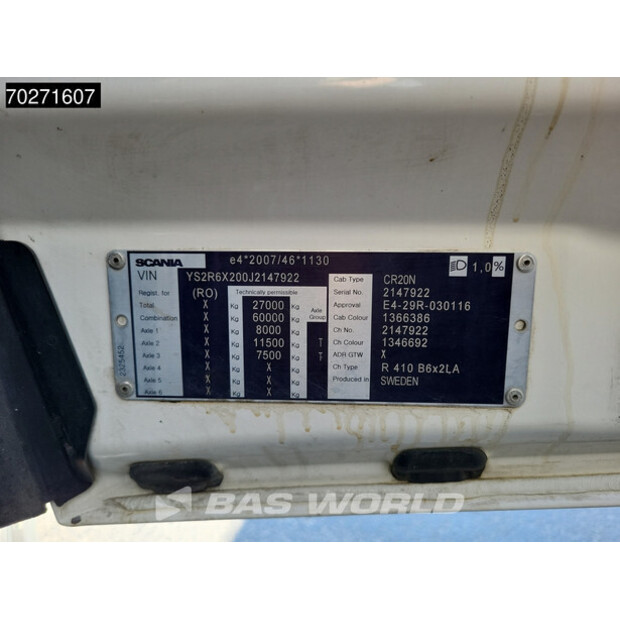 70271607
SCANIA e4*2007/46*1130
VIN YS2R6X200J2147922 1,0%
Regist. for (RO) Technically permissible Axle Group
Total. X Kg 27000 Kg
Combination X Kg 60000 Kg
Axle 1 X Kg 8000 Kg
Axle 2 X Kg 11500 Kg T
Axle 3 X Kg 7500 Kg T
Axle 4 X Kg X Kg
Axle 5 X Kg X Kg
Axle 6 X Kg X Kg
Cab Type CR20N
Serial No. 2147922
Approval E4-29R-030116
Cab Colour 1366386
Ch No. 2147922
Ch Colour 1346692
ADR GTW X
Ch Type R 410 B6x2LA
Produced in SWEDEN
2325452
BAS WORLD